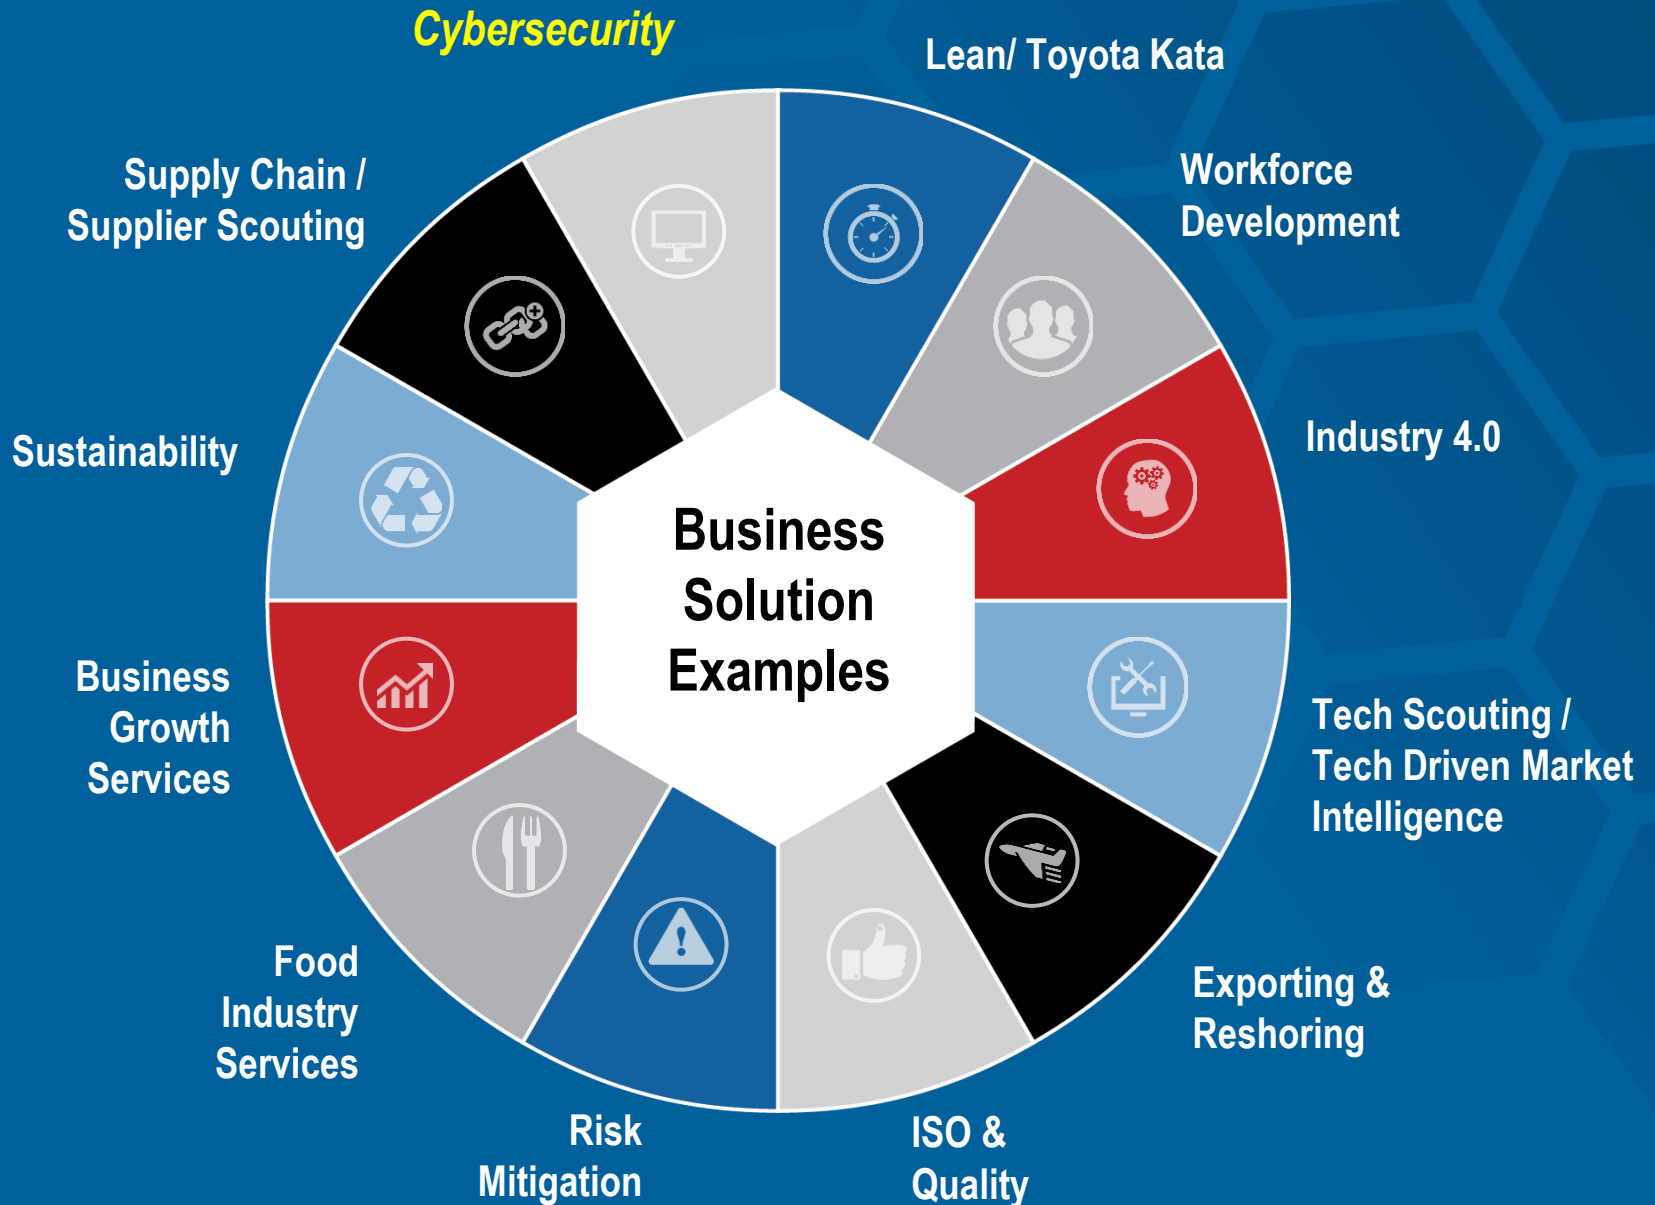 Cybersecurity
Lean/ Toyota Kata
Workforce
Development
Industry 4.0
Tech Scouting /
Tech Driven Market
Intelligence
Exporting &
Reshoring
ISO &
Quality
Risk
Mitigation
Food
Industry
Services
Business
Growth
Services
Sustainability
Supply Chain /
Supplier Scouting
Business
Solution
Examples